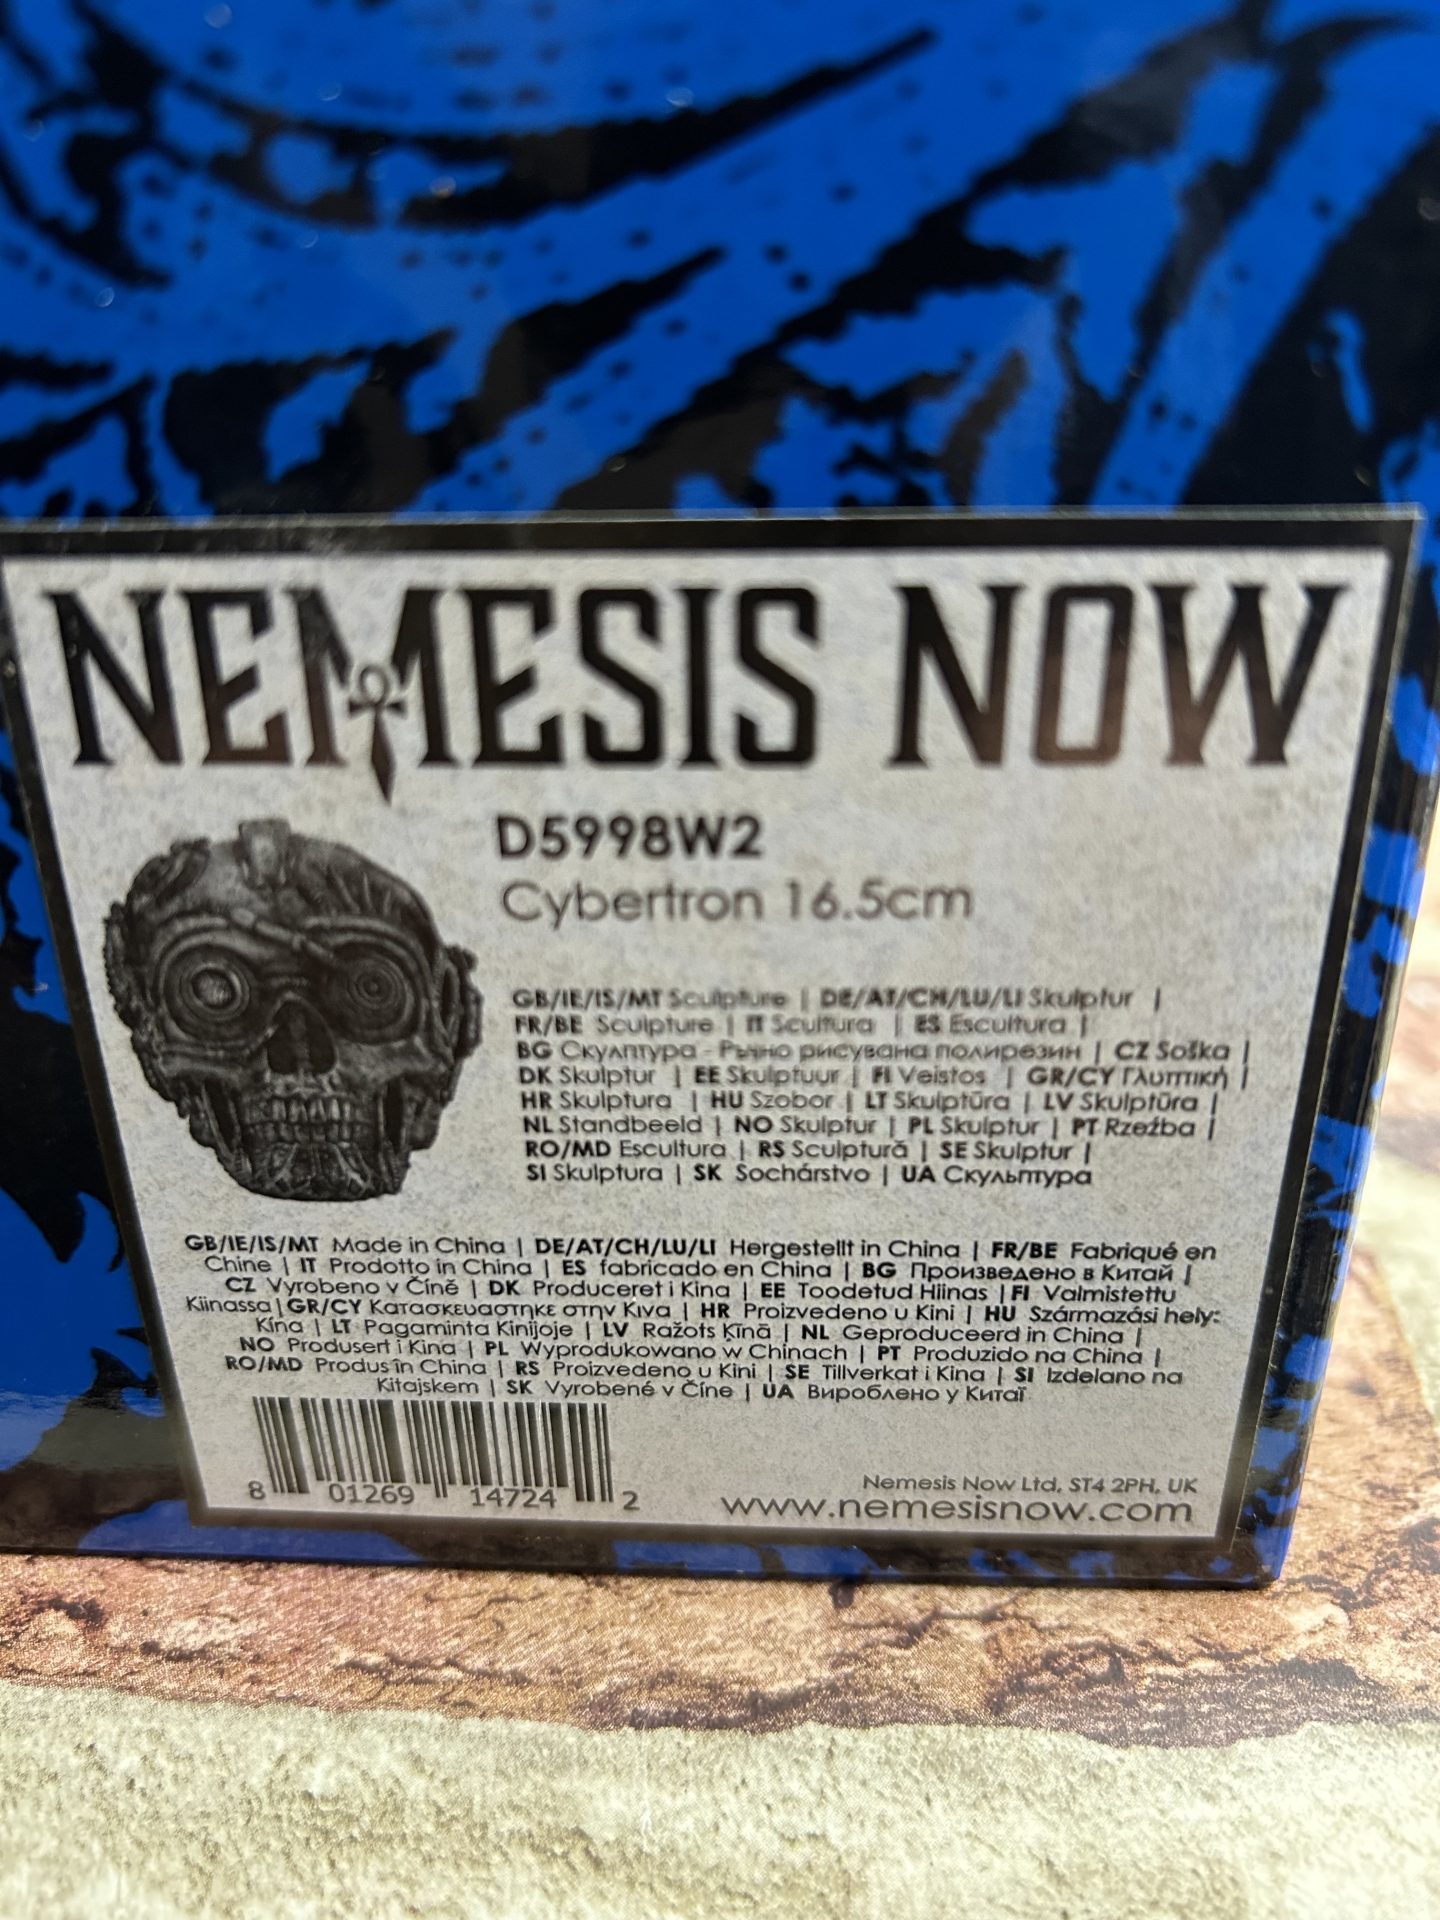 NEMESIS NOW
D5998W2
Cybertron 16.5cm
GB/IE/IS/MT Sculpture | DE/AT/CH/LU/LI Skulptur |
FR/BE Sculpture | IT Scultura | ES Escultura |
BG Скулптура - Ръчно рисувана полирезин | CZ Soška |
DK Skulptur | EE Skulptuur | FI Veistos | GR/CY Γλυπτική |
HR Skulptura | HU Szobor | LT Skulptūra | LV Skulptūra |
NL Standbeeld | NO Skulptur | PL Skulptur | PT Rzeźba |
RO/MD Escultura | RS Sculptură | SE Skulptur |
SI Skulptura | SK Sochárstvo | UA Скульптура
GB/IE/IS/MT Made in China | DE/AT/CH/LU/LI Hergestellt in China | FR/BE Fabriqué en
Chine | IT Prodotto in China | ES fabricado en China | BG Произведено в Китай |
CZ Vyrobeno v Číně | DK Produceret i Kina | EE Toodetud Hiinas | FI Valmistettu
Kiinassa | GR/CY Κατασκευαστηκε στην Κινα | HR Proizvedeno u Kini | HU Származási hely:
Kína | LT Pagaminta Kinijoje | LV Ražots Ķīnā | NL Geproduceerd in China |
NO Produsert i Kina | PL Wyprodukowano w Chinach | PT Produzido na China |
RO/MD Produs în China | RS Proizvedeno u Kini | SE Tillverkat i Kina | SI Izdelano na
Kitajskem | SK Vyrobené v Číne | UA Вироблено у Китаї
8 01269 14724 2
Nemesis Now Ltd, ST4 2PH, UK
www.nemesisnow.com